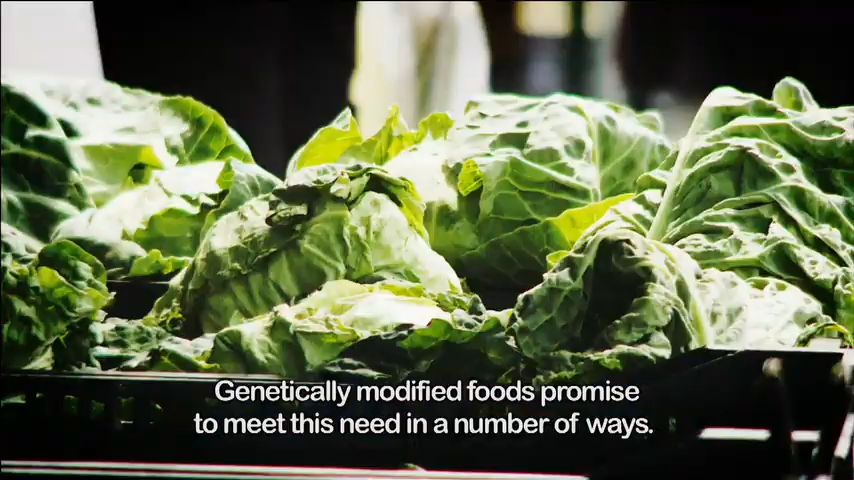 Genetically modified foods promise
to meet this need in a number of ways.